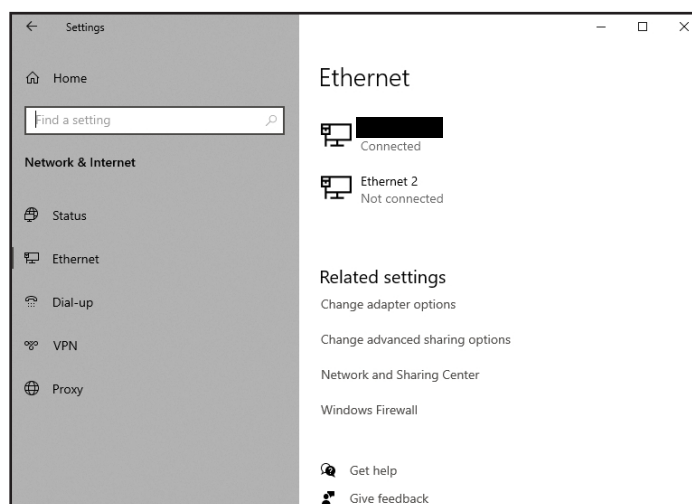 Settings
Home
Find a setting
Network & Internet
Status
Ethernet
Dial-up
VPN
Proxy
Ethernet
Connected
Ethernet 2
Not connected
Related settings
Change adapter options
Change advanced sharing options
Network and Sharing Center
Windows Firewall
Get help
Give feedback